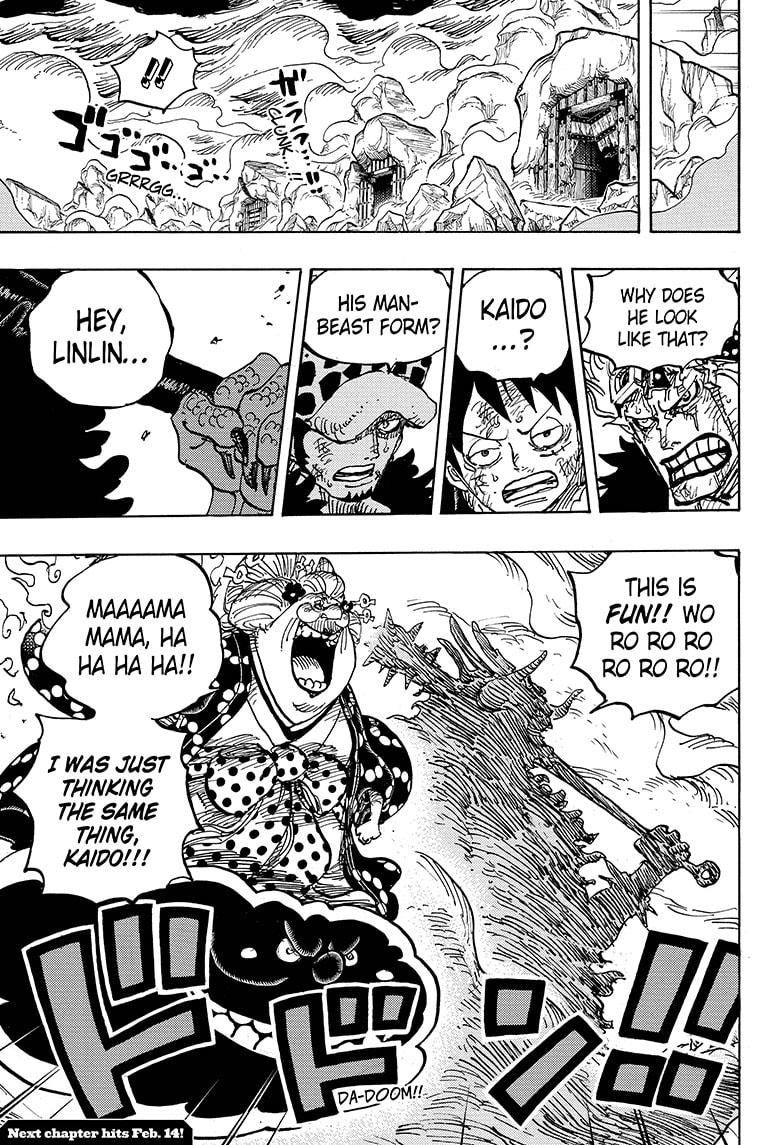 ガラァ…!!
CLUNK...!!
!!
ゴゴゴゴ…
GRRRGG...
WHY DOES
HE LOOK
LIKE THAT?
KAIDO
...?
HIS MAN-
BEAST FORM?
HEY,
LINLIN...
THIS IS
FUN!! WO
RO RO RO
RO RO RO!!
MAAAAMA
MAMA, HA
HA HA HA!!
I WAS JUST
THINKING
THE SAME
THING,
KAIDO!!!
ドドン!!
DA-DOOM!!
Next chapter hits Feb. 14!